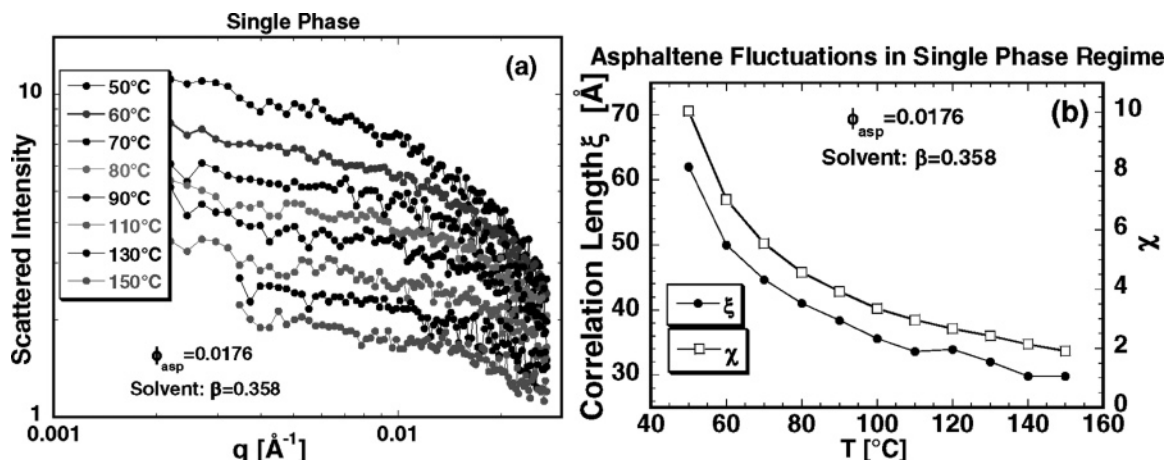 Single Phase
(a)
10
1
Scattered Intensity
50°C
60°C
70°C
80°C
90°C
110°C
130°C
150°C
ϕasp=0.0176
Solvent: β=0.358
0.001
0.01
q [Å-1]
Asphaltene Fluctuations in Single Phase Regime
(b)
Correlation Length ξ [Å]
70
60
50
40
30
ϕasp=0.0176
Solvent: β=0.358
ξ
χ
10
8
6
4
2
0
χ
40 60 80 100 120 140 160
T [°C]